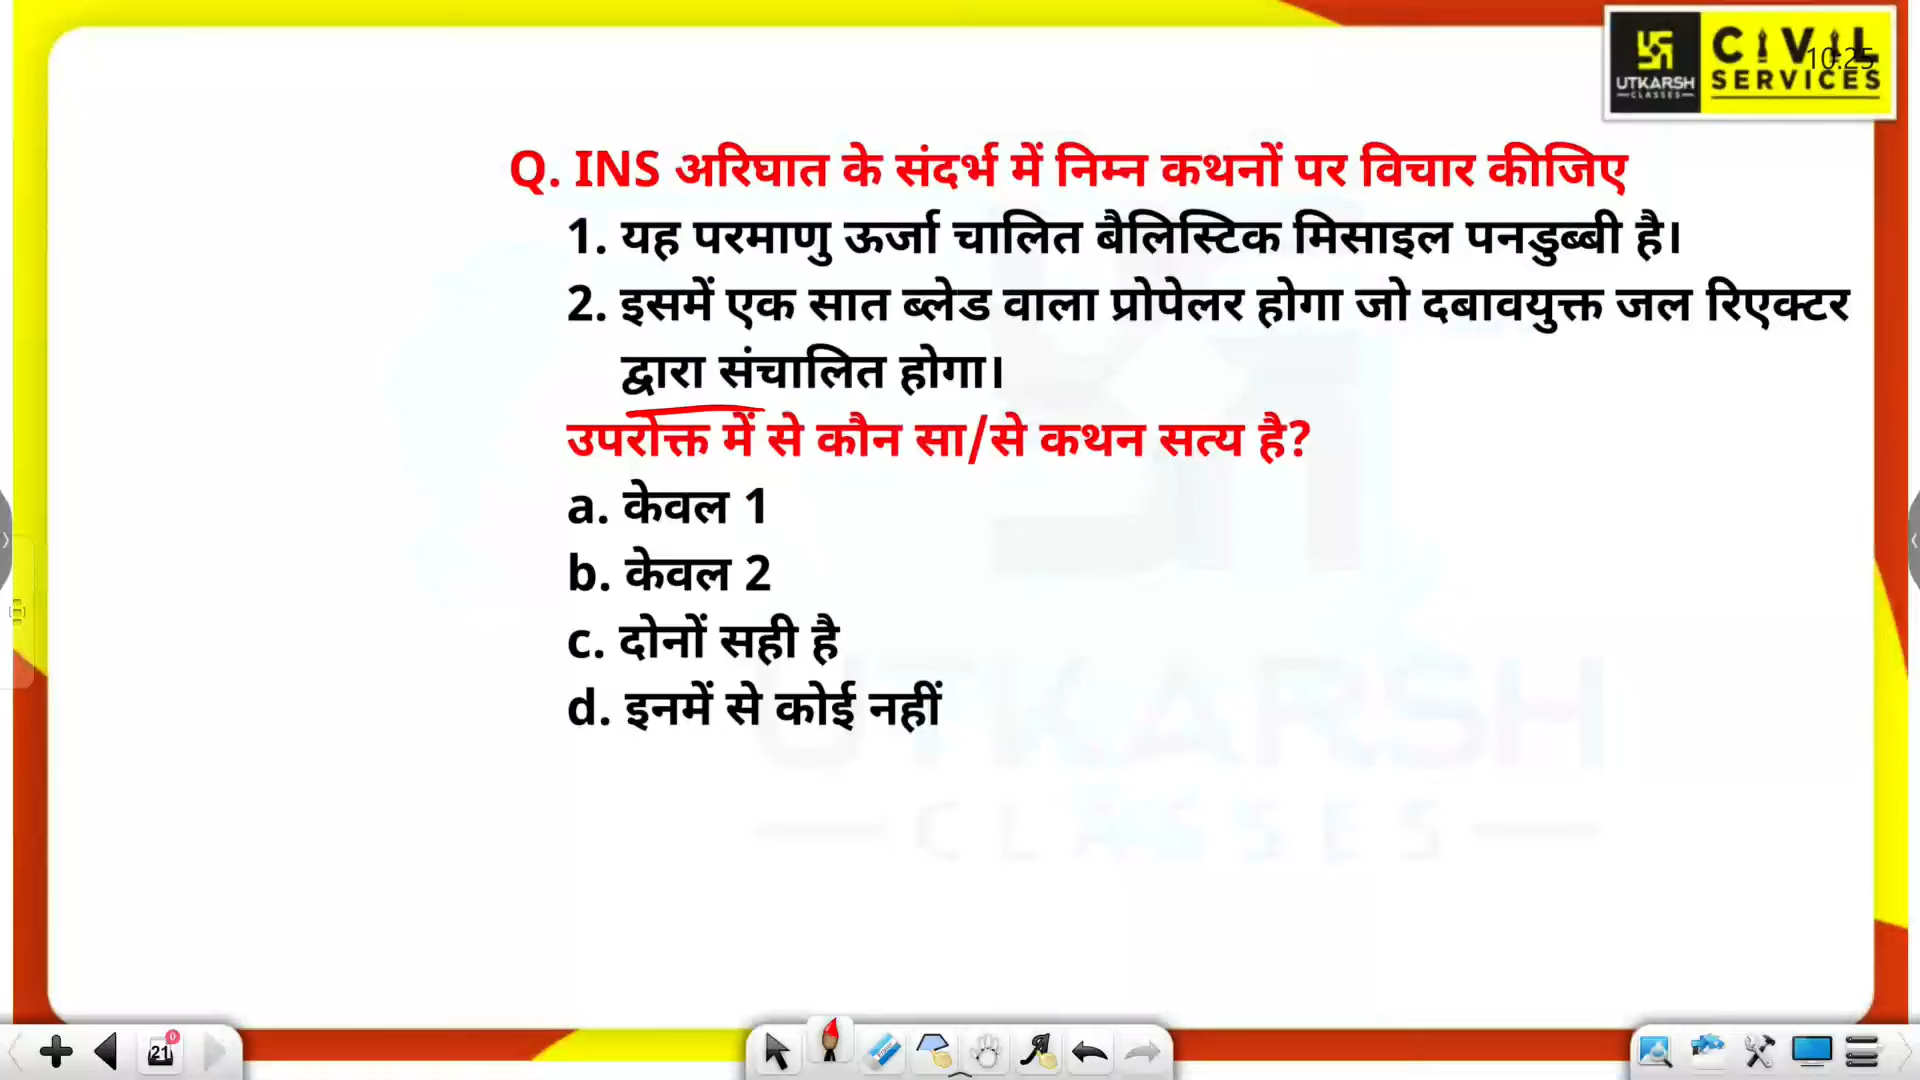 UTKARSH
CLASSES
CIVIL
SERVICES
10:25
Q. INS अरिघात के संदर्भ में निम्न कथनों पर विचार कीजिए
1. यह परमाणु ऊर्जा चालित बैलिस्टिक मिसाइल पनडुब्बी है।
2. इसमें एक सात ब्लेड वाला प्रोपेलर होगा जो दबावयुक्त जल रिएक्टर
द्वारा संचालित होगा।
उपरोक्त में से कौन सा/से कथन सत्य है?
a. केवल 1
b. केवल 2
c. दोनों सही है
d. इनमें से कोई नहीं
UTKARSH
CLASSES
21
0